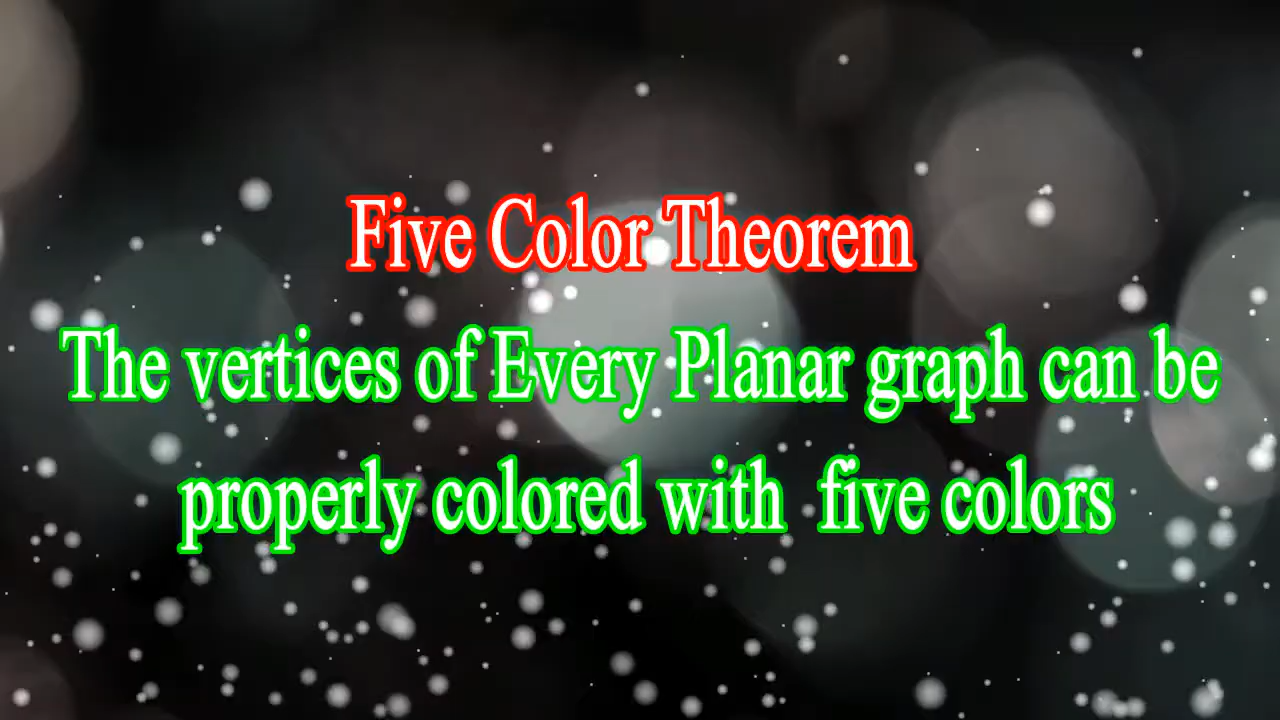 Five Color Theorem
The vertices of Every Planar graph can be
properly colored with five colors